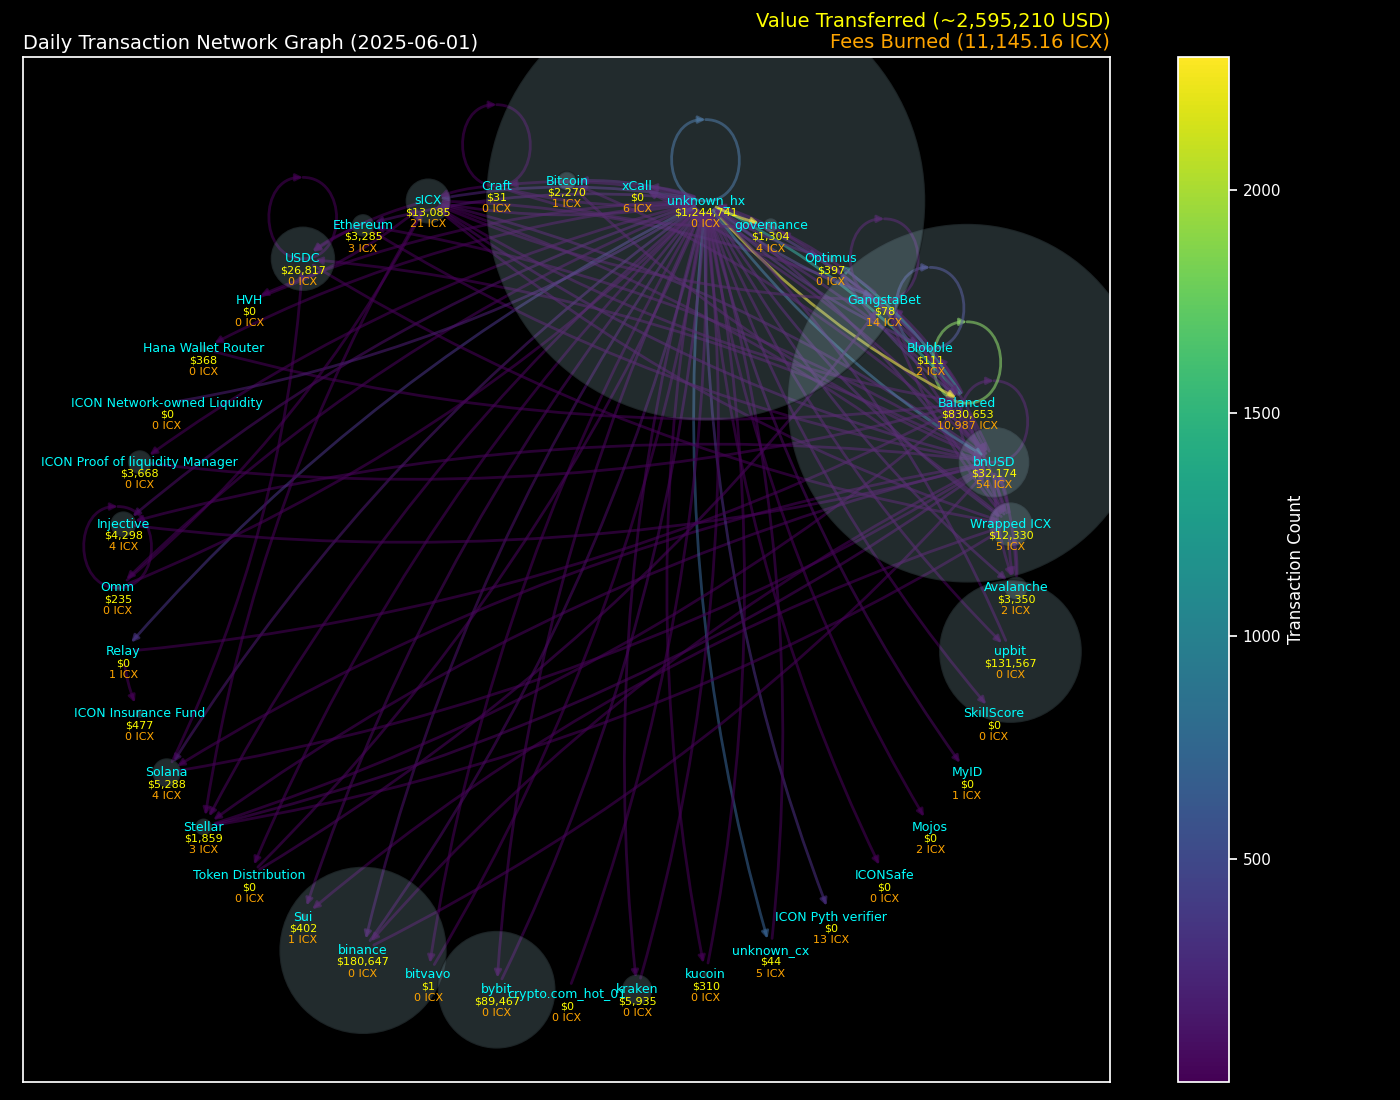 Value Transferred (~2,595,210 USD)
Daily Transaction Network Graph (2025-06-01)
Fees Burned (11,145.16 ICX)
Craft
$31
0 ICX
Bitcoin
$2,270
1 ICX
xCall
$0
6 ICX
unknown_hx
$1,244,741
0 ICX
sICX
$13,085
21 ICX
governance
$1,304
4 ICX
Ethereum
$3,285
3 ICX
Optimus
$397
0 ICX
USDC
$26,817
0 ICX
GangstaBet
$78
14 ICX
HVH
$0
0 ICX
Blobble
$111
2 ICX
Hana Wallet Router
$368
0 ICX
Balanced
$830,653
10,987 ICX
ICON Network-owned Liquidity
$0
0 ICX
bnUSD
$32,174
54 ICX
ICON Proof of liquidity Manager
$3,668
0 ICX
Wrapped ICX
$12,330
5 ICX
Injective
$4,298
4 ICX
Avalanche
$3,350
2 ICX
Omm
$235
0 ICX
upbit
$131,567
0 ICX
Relay
$0
1 ICX
SkillScore
$0
0 ICX
ICON Insurance Fund
$477
0 ICX
MyID
$0
1 ICX
Solana
$5,288
4 ICX
Mojos
$0
2 ICX
Stellar
$1,859
3 ICX
ICONSafe
$0
0 ICX
Token Distribution
$0
0 ICX
ICON Pyth verifier
$0
13 ICX
Sui
$402
1 ICX
unknown_cx
$44
5 ICX
binance
$180,647
0 ICX
bitvavo
$1
0 ICX
bybit
$89,467
0 ICX
crypto.com_hot_01
$0
0 ICX
kraken
$5,935
0 ICX
kucoin
$310
0 ICX
2000
1500
1000
500
Transaction Count